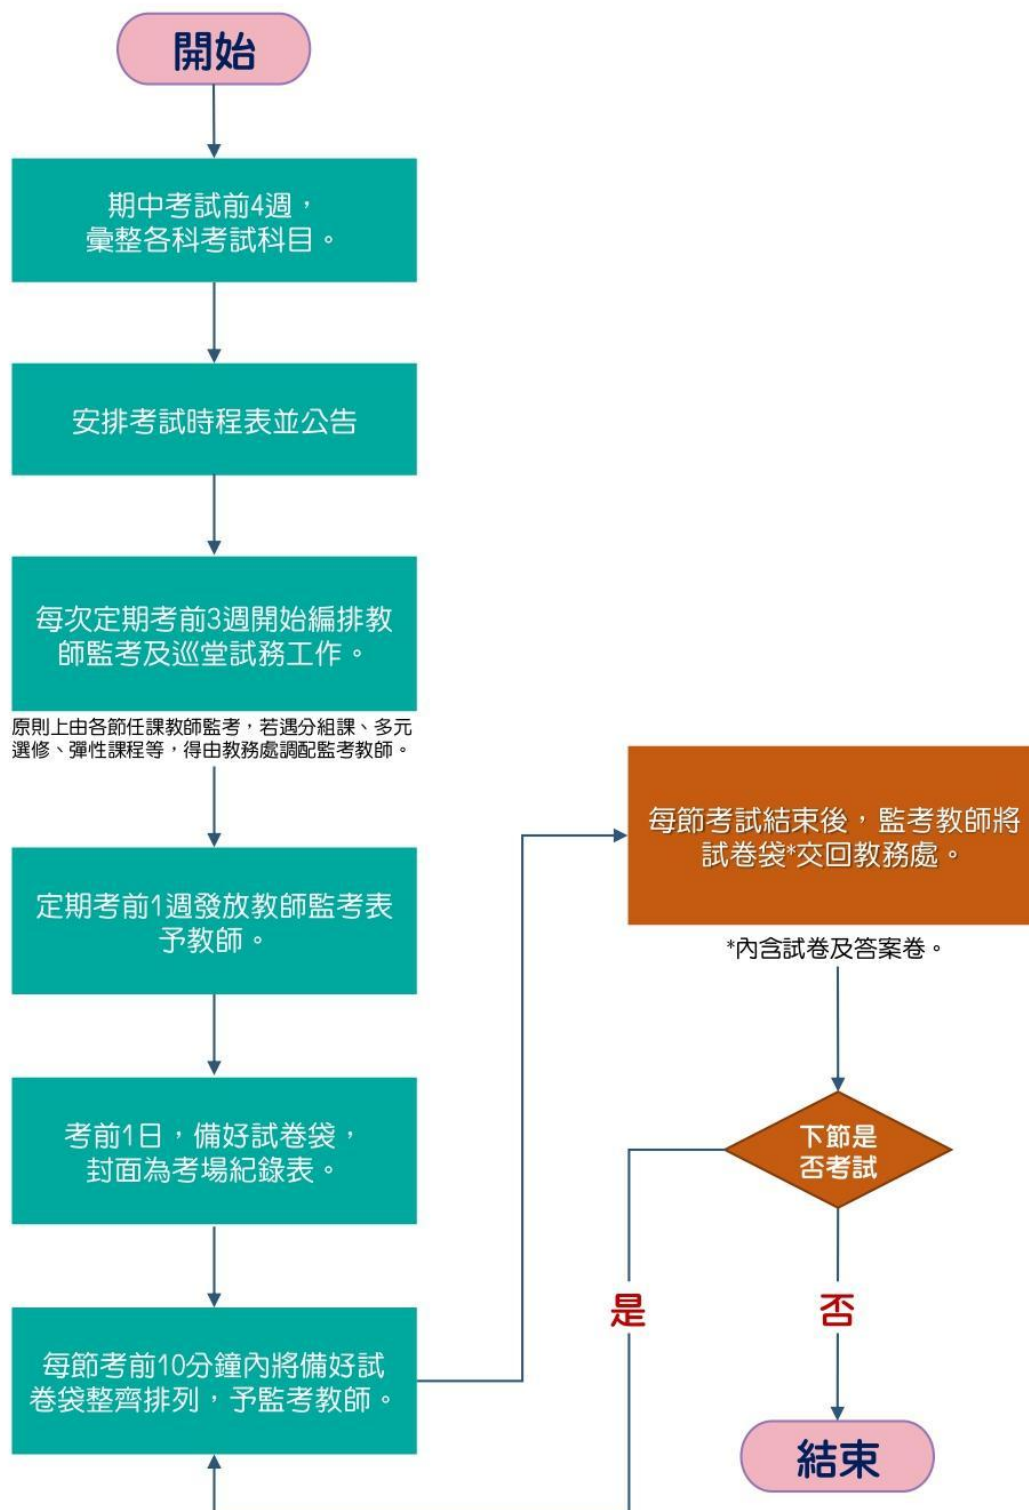 開始
期中考試前4週，
彙整各科考試科目。
安排考試時程表並公告
每次定期考前3週開始編排教
師監考及巡堂試務工作。
原則上由各節任課教師監考，若遇分組課、多元
選修、彈性課程等，得由教務處調配監考教師。
定期考前1週發放教師監考表
予教師。
考前1日，備好試卷袋，
封面為考場紀錄表。
每節考前10分鐘內將備好試
卷袋整齊排列，予監考教師。
每節考試結束後，監考教師將
試卷袋*交回教務處。
*內含試卷及答案卷。
下節是
否考試
是
否
結束